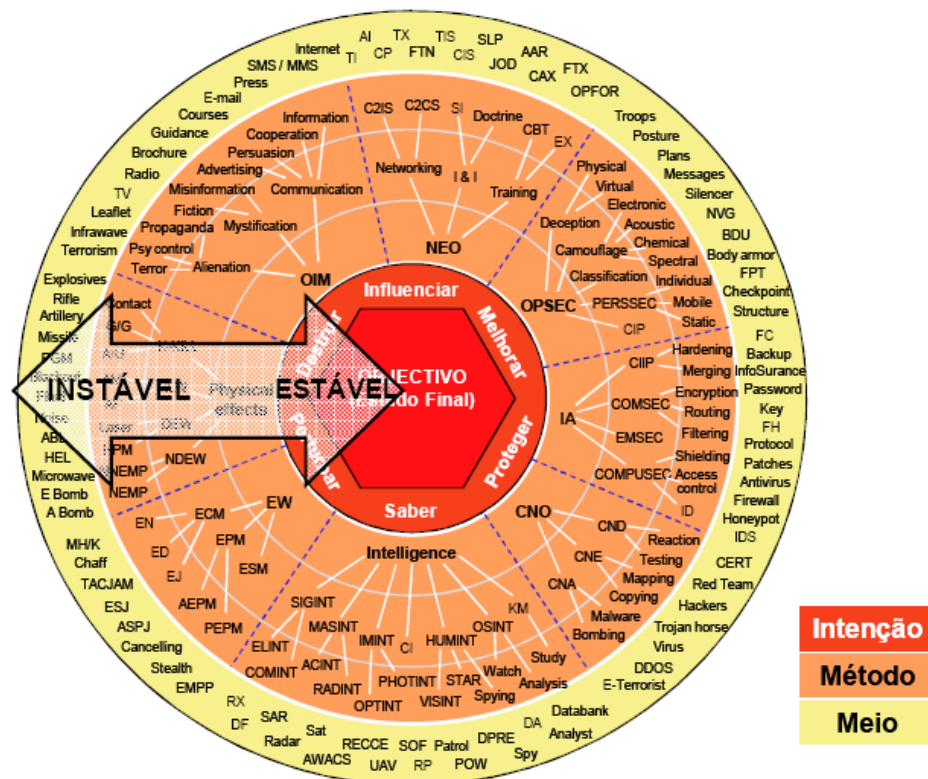 Internet
AI
TX
TIS
SLP
TI
CP
FTN
CIS
JOD
AAR
CAX
FTX
OPFOR
SMS / MMS
Press
E-mail
Courses
Guidance
Brochure
Radio
TV
Leaflet
Infrawave
Terrorism
Explosives
Rifle
Artillery
Missile
PGM
Noise
HEL
Microwave
E Bomb
A Bomb
MH/K
Chaff
TACJAM
ESJ
ASPJ
Cancelling
Stealth
EMPP
RX
DF
SAR
Radar
Sat
AWACS
RECCE
UAV
SOF
RP
Patrol
POW
DPRE
Spy
DA
Analyst
Databank
E-Terrorist
DDOS
Virus
Trojan horse
Hackers
Red Team
CERT
IDS
Honeypot
Firewall
Antivirus
Patches
Protocol
FH
Key
Password
InfoSurance
Backup
FC
Structure
Checkpoint
FPT
Body armor
BDU
NVG
Silencer
Messages
Plans
Posture
Troops
Information
Cooperation
Persuasion
Advertising
Communication
Misinformation
Fiction
Mystification
Propaganda
Psy control
Terror
Alienation
OIM
C2IS
C2CS
SI
Doctrine
CBT
EX
Networking
I & I
Training
NEO
Physical
Virtual
Electronic
Acoustic
Chemical
Spectral
Deception
Camouflage
Classification
Individual
OPSEC
PERSSEC
Mobile
Static
CIP
Hardening
CIIP
Merging
Encryption
COMSEC
Routing
IA
Filtering
EMSEC
Shielding
COMPUSEC
Access
control
ID
CNO
CND
Reaction
Testing
CNE
Mapping
Copying
CNA
Malware
Bombing
Intelligence
KM
SIGINT
OSINT
MASINT
HUMINT
IMINT
CI
ELINT
COMINT
ACINT
RADINT
OPTINT
PHOTINT
VISINT
STAR
Spying
Watch
Study
Analysis
EW
EN
ECM
ED
EPM
EJ
ESM
AEPM
PEPM
Contact
G/G
Physical
effects
Laser
DEW
HPM
NDEW
NNEMP
NEMP
Influenciar
Melhorar
Proteger
Saber
Destruir
OBJECTIVO
(Estado Final)
INSTÁVEL
ESTÁVEL
Intenção
Método
Meio